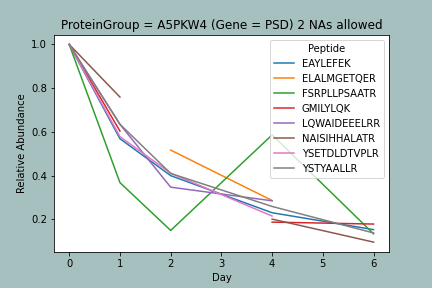 ProteinGroup = A5PKW4 (Gene = PSD) 2 NAs allowed
Relative Abundance
1.0
0.8
0.6
0.4
0.2
0
1
2
3
4
5
6
Day
Peptide
EAYLEFEK
ELALMGETQER
FSRPLLPSAATR
GMILYLQK
LQWAIDEEELRR
NAISIHHALATR
YSETDLDTVPLR
YSTYAALLR